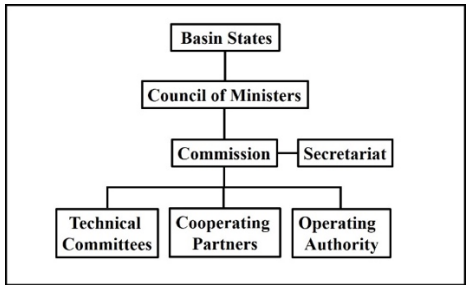 Basin States
Council of Ministers
Commission
Secretariat
Technical
Committees
Cooperating
Partners
Operating
Authority